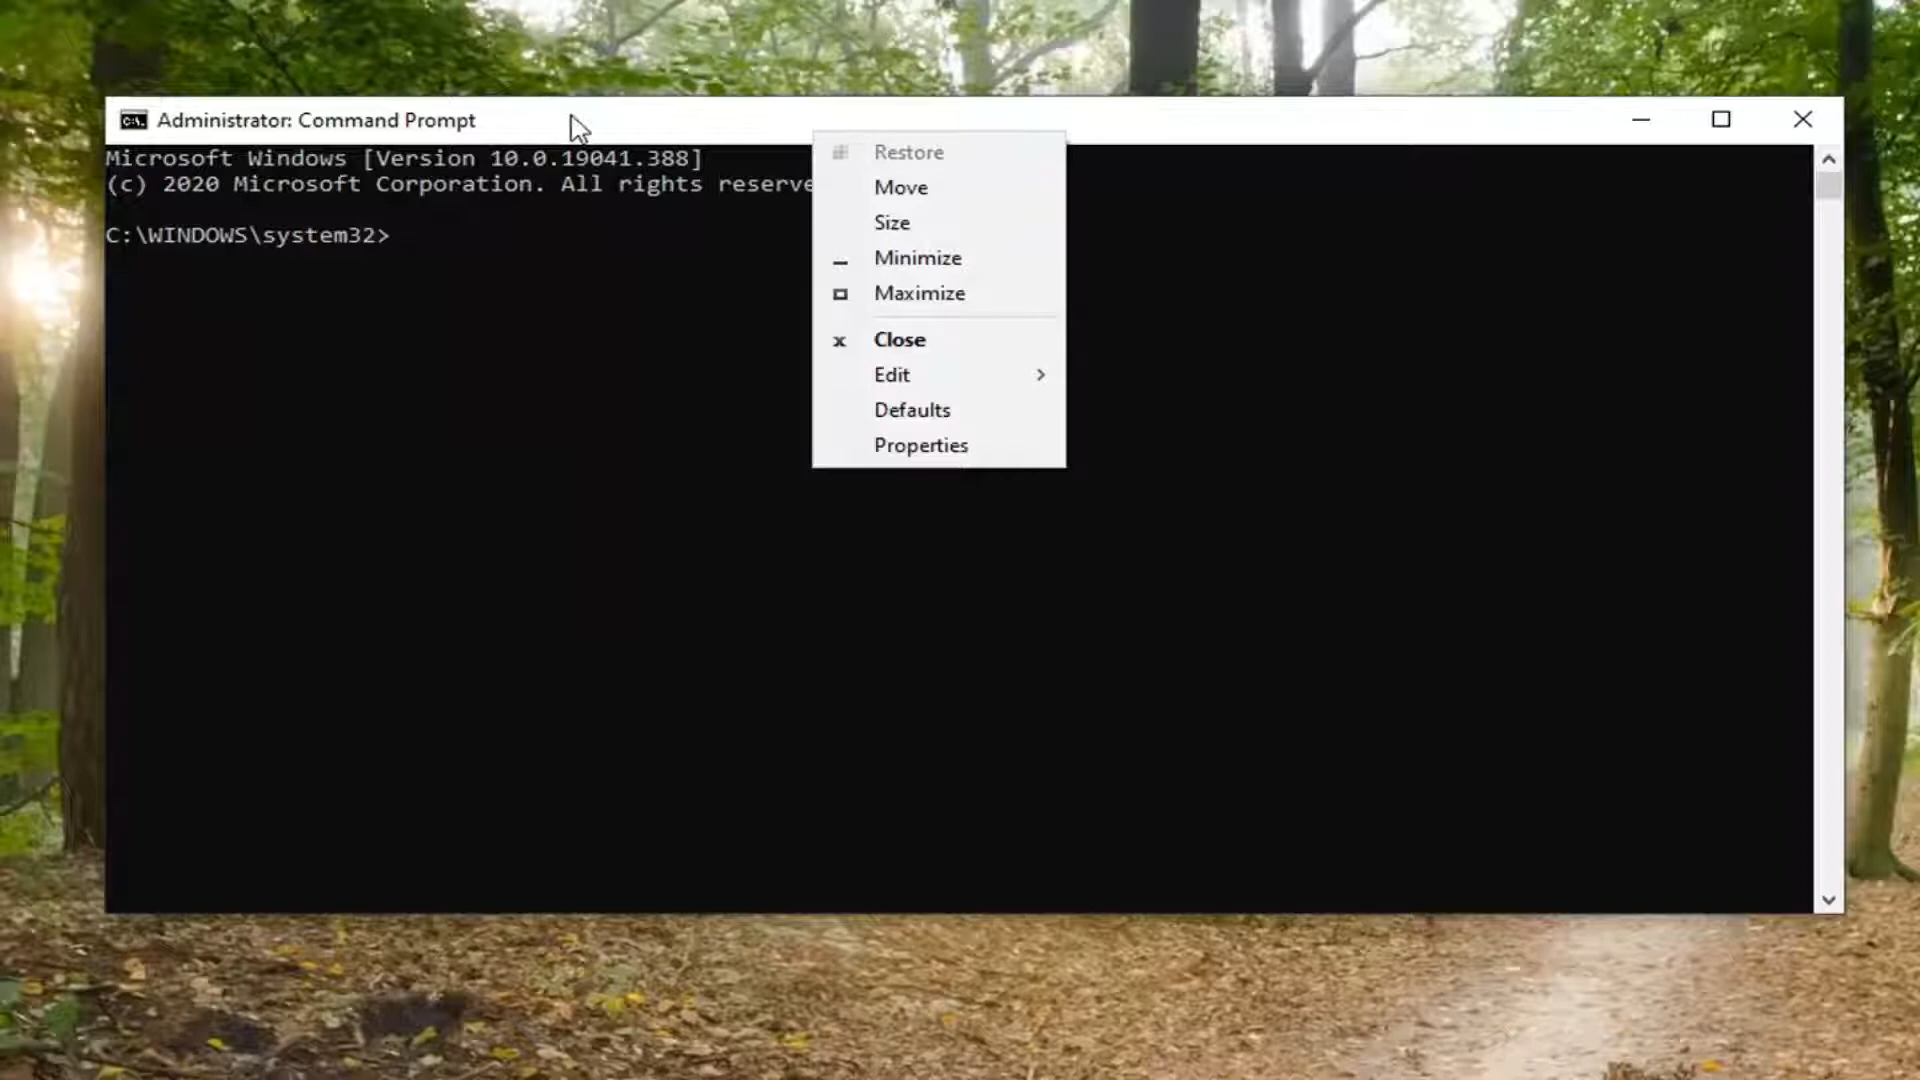 Administrator: Command Prompt
Microsoft Windows [Version 10.0.19041.388]
(c) 2020 Microsoft Corporation. All rights reserve
C:\WINDOWS\system32>
Restore
Move
Size
Minimize
Maximize
Close
Edit
Defaults
Properties